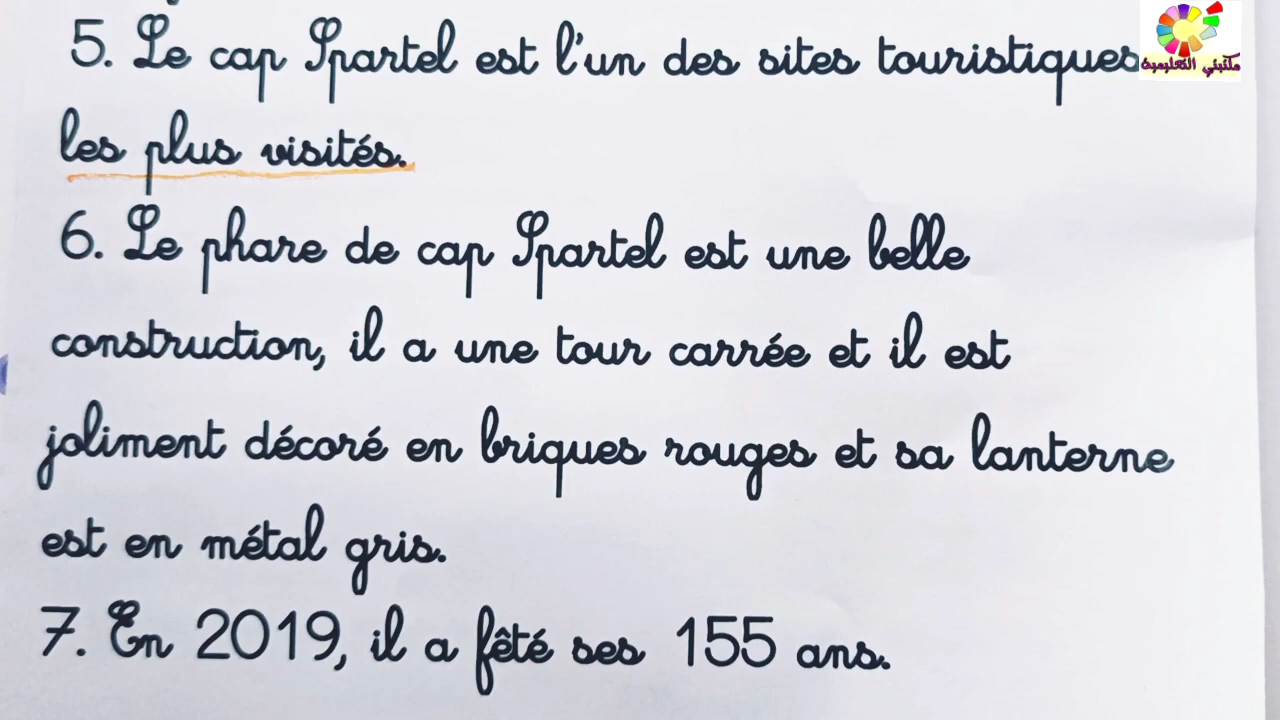 5. Le cap Spartel est l'un des sites touristiques
مكتبتي التعليمية
les plus visités.
6. Le phare de cap Spartel est une belle
construction, il a une tour carrée et il est
joliment décoré en briques rouges et sa lanterne
est en métal gris.
7. En 2019, il a fêté ses 155 ans.